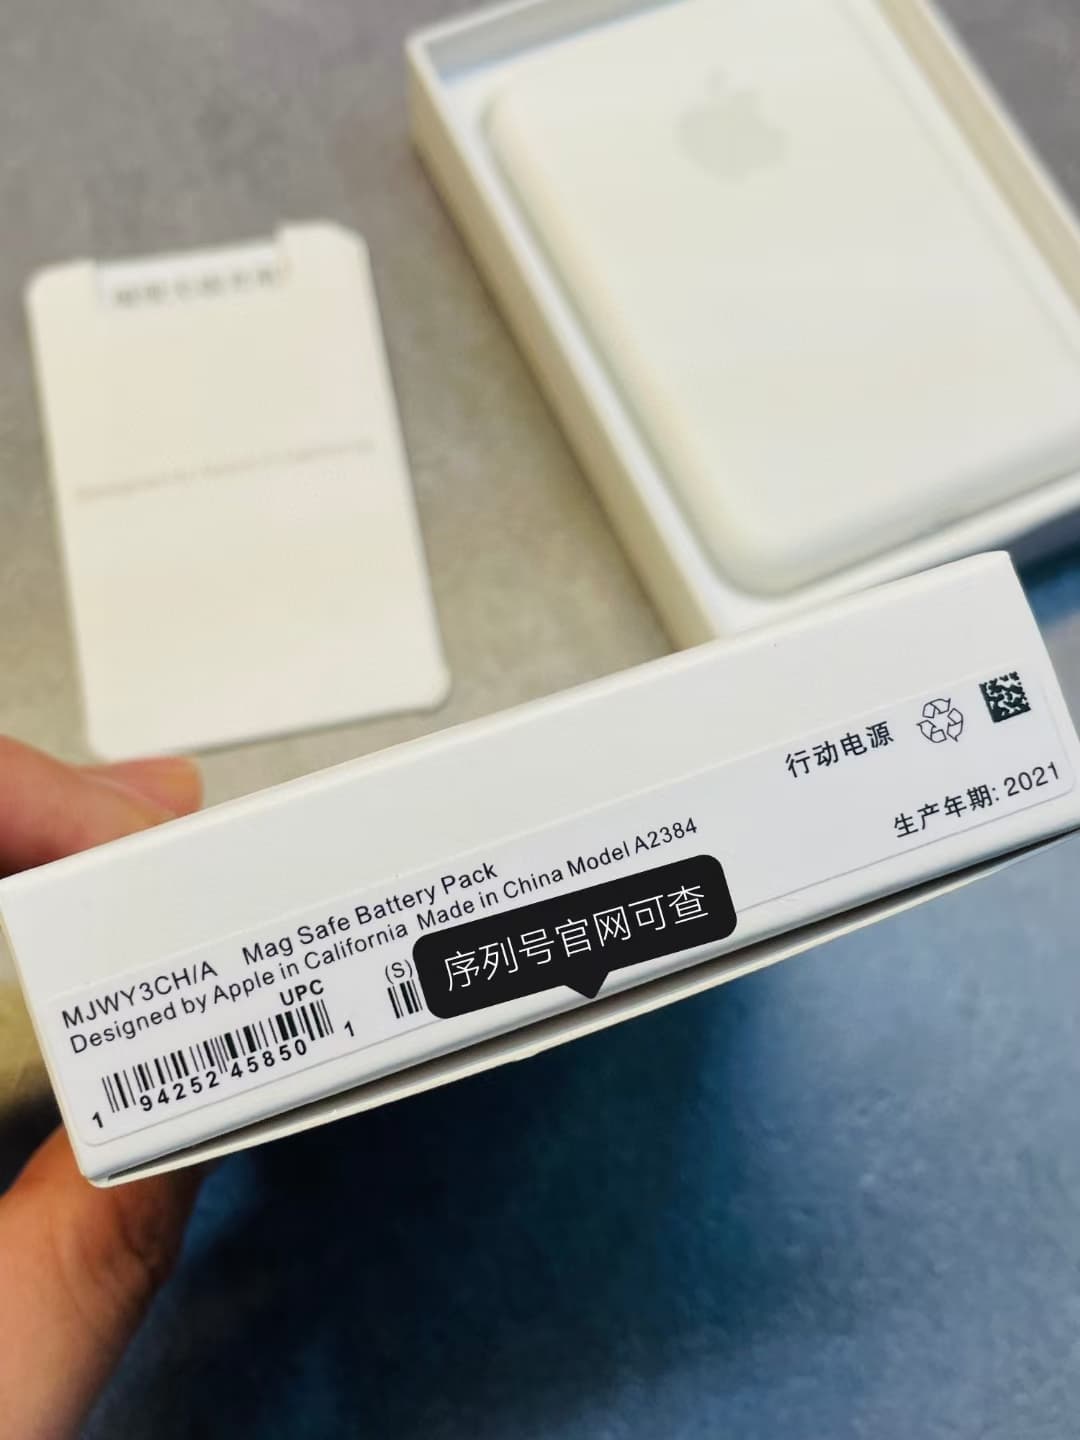 行动电源
生产年期: 2021
MJWY3CH/A Mag Safe Battery Pack
Designed by Apple in California Made in China Model A2384
UPC
(S)
序列号官网可查
1 94252 45850 1